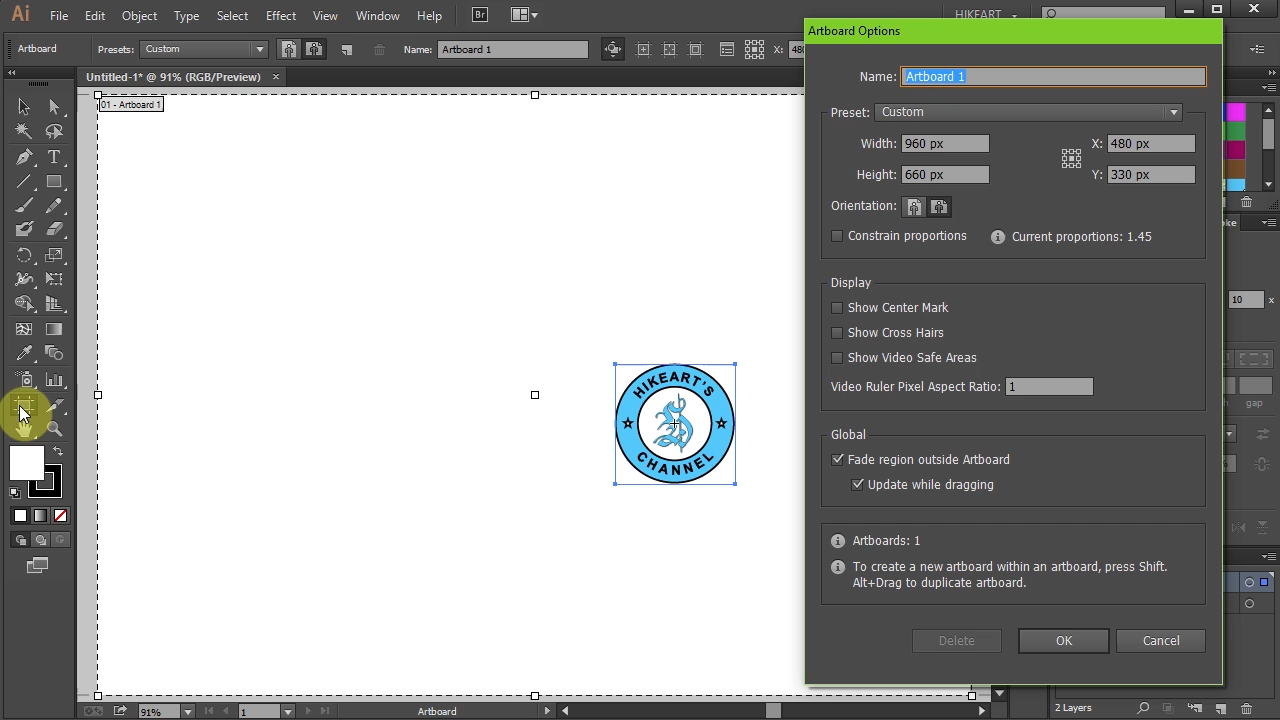 Ai File Edit Object Type Select Effect View Window Help Br HIKEART
Artboard Presets: Custom Name: Artboard 1 X: 480
Untitled-1* @ 91% (RGB/Preview) ×
01 - Artboard 1
HIKEART'S
CHANNEL
Artboard Options
Name: Artboard 1
Preset: Custom
Width: 960 px X: 480 px
Height: 660 px Y: 330 px
Orientation:
Constrain proportions Current proportions: 1.45
Display
Show Center Mark
Show Cross Hairs
Show Video Safe Areas
Video Ruler Pixel Aspect Ratio: 1
Global
Fade region outside Artboard
Update while dragging
Artboards: 1
To create a new artboard within an artboard, press Shift.
Alt+Drag to duplicate artboard.
Delete OK Cancel
10 x
gap
%
2 Layers
91% 1 Artboard